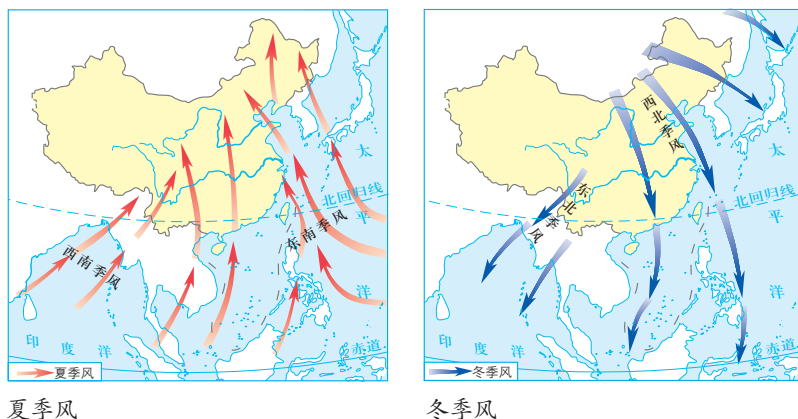 太
北回归线
平
东南季风
西南季风
洋
印度洋
赤道
夏季风
夏季风
太
西北季风
北回归线
东北季风
平
洋
印度洋
赤道
冬季风
冬季风